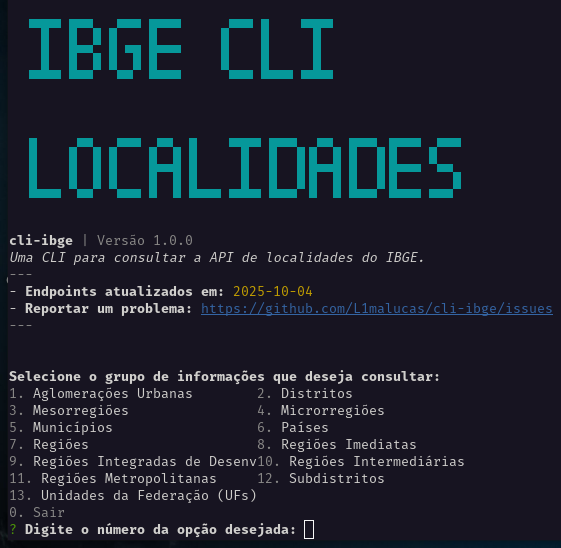 IBGE CLI
LOCALIDADES
cli-ibge | Versão 1.0.0
Uma CLI para consultar a API de localidades do IBGE.
---
- Endpoints atualizados em: 2025-10-04
- Reportar um problema: https://github.com/L1malucas/cli-ibge/issues
---
Selecione o grupo de informações que deseja consultar:
1. Aglomerações Urbanas 2. Distritos
3. Mesorregiões 4. Microrregiões
5. Municípios 6. Países
7. Regiões 8. Regiões Imediatas
9. Regiões Integradas de Desenv10. Regiões Intermediárias
11. Regiões Metropolitanas 12. Subdistritos
13. Unidades da Federação (UFs)
0. Sair
? Digite o número da opção desejada: